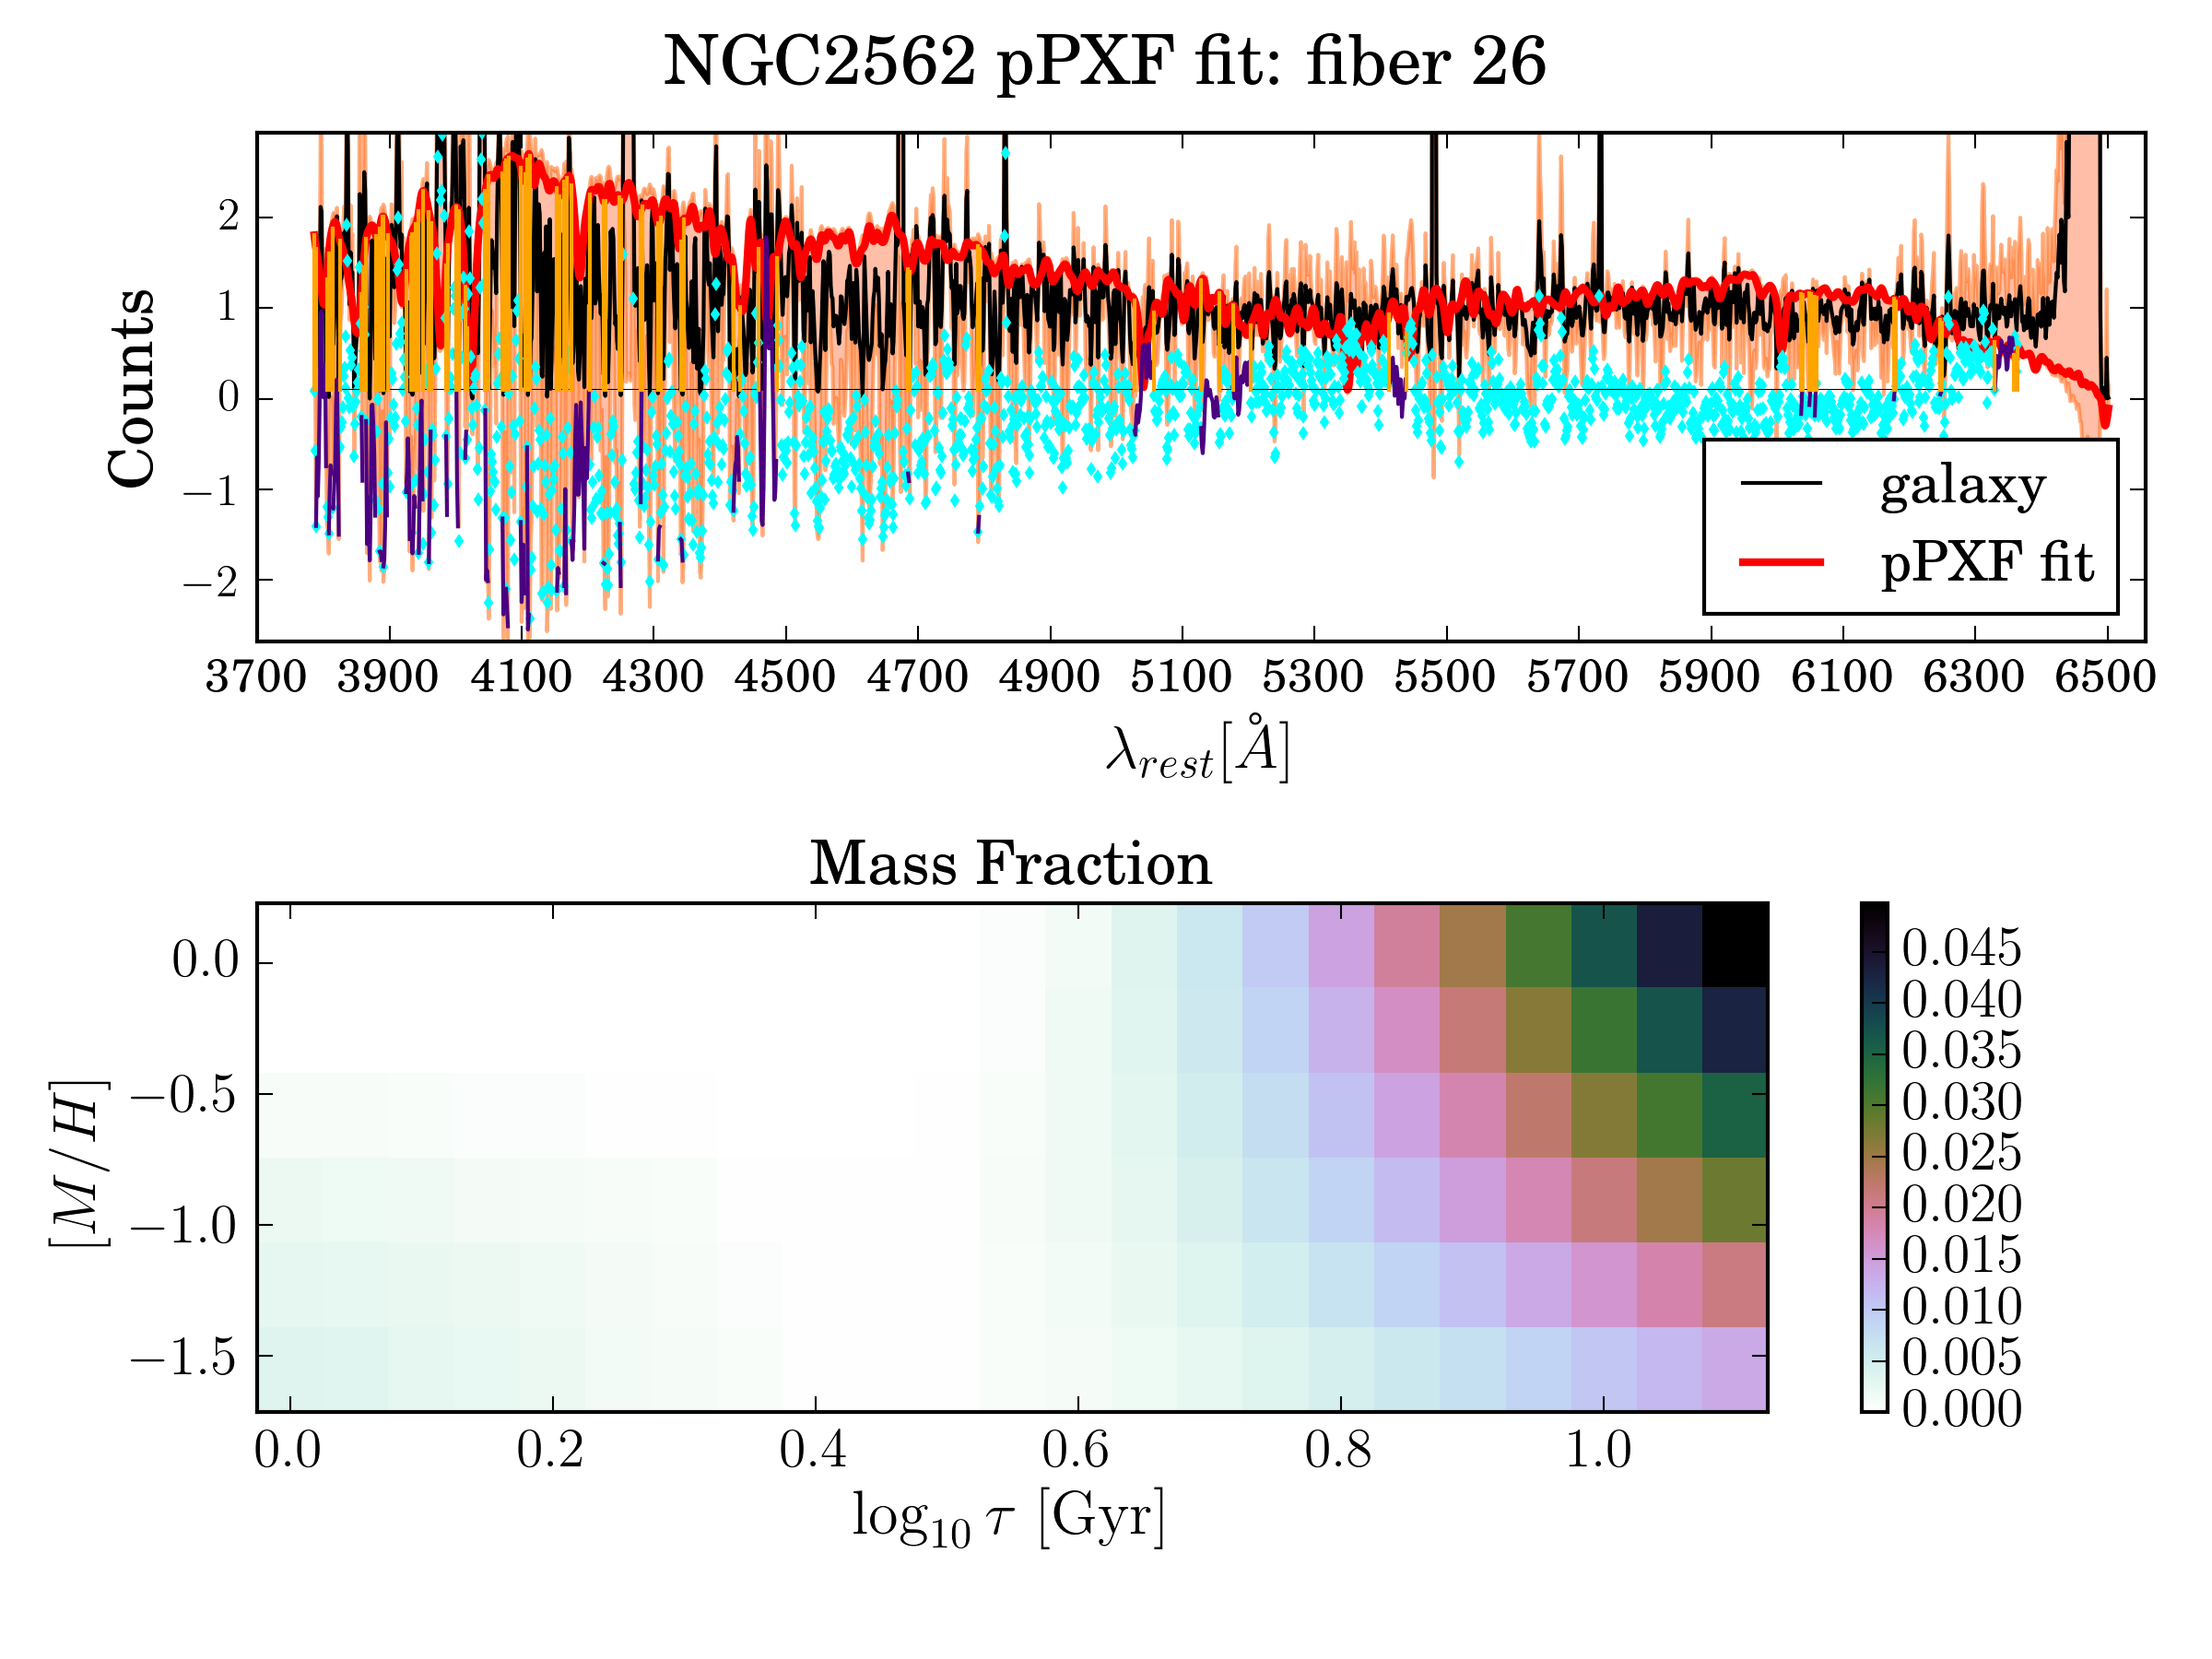 NGC2562 pPXF fit: fiber 26
Counts
2
1
0
−1
−2
galaxy
pPXF fit
3700 3900 4100 4300 4500 4700 4900 5100 5300 5500 5700 5900 6100 6300 6500
λrest[Å]
Mass Fraction
[M/H]
0.0
−0.5
−1.0
−1.5
0.0 0.2 0.4 0.6 0.8 1.0
log10 τ [Gyr]
0.045
0.040
0.035
0.030
0.025
0.020
0.015
0.010
0.005
0.000